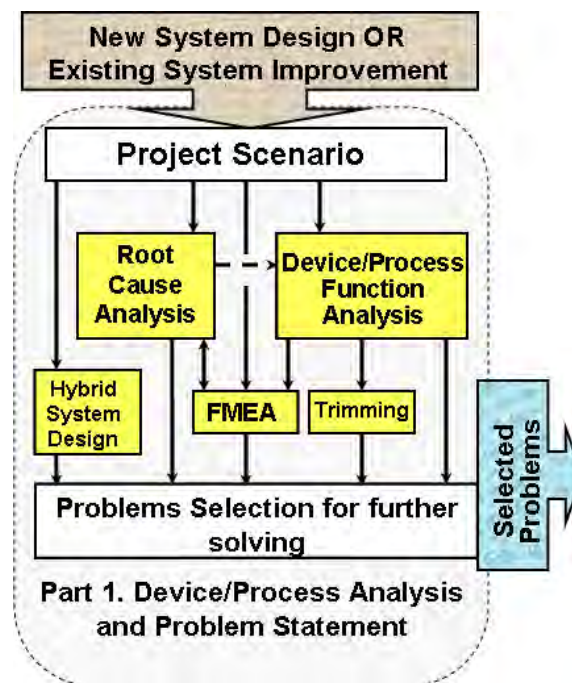 New System Design OR
Existing System Improvement
Project Scenario
Root
Cause
Analysis
Device/Process
Function
Analysis
Hybrid
System
Design
FMEA
Trimming
Problems Selection for further
solving
Selected
Problems
Part 1. Device/Process Analysis
and Problem Statement